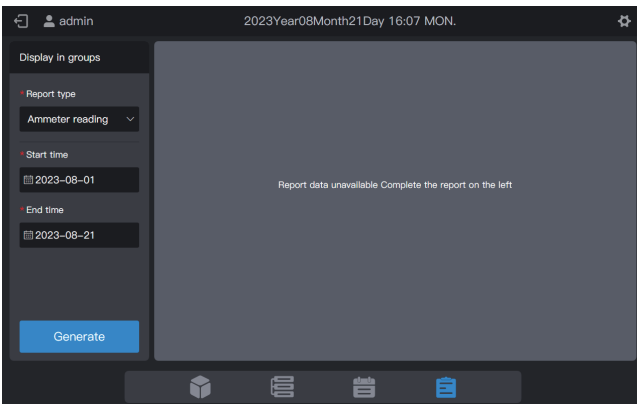 admin
2023Year08Month21Day 16:07 MON.
Display in groups
* Report type
Ammeter reading
* Start time
2023-08-01
* End time
2023-08-21
Generate
Report data unavailable Complete the report on the left